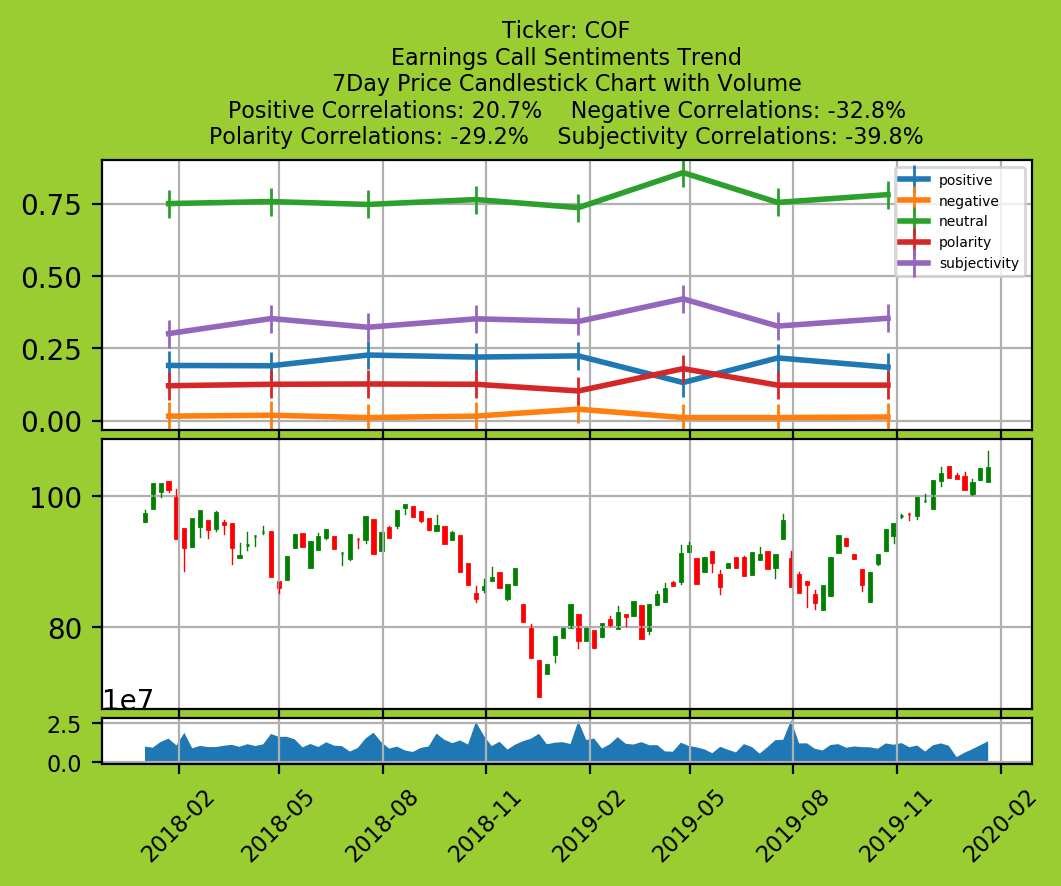 Ticker: COF
Earnings Call Sentiments Trend
7Day Price Candlestick Chart with Volume
Positive Correlations: 20.7%    Negative Correlations: -32.8%
Polarity Correlations: -29.2%    Subjectivity Correlations: -39.8%
positive
negative
neutral
polarity
subjectivity
0.75
0.50
0.25
0.00
100
80
1e7
2.5
0.0
2018-02
2018-05
2018-08
2018-11
2019-02
2019-05
2019-08
2019-11
2020-02